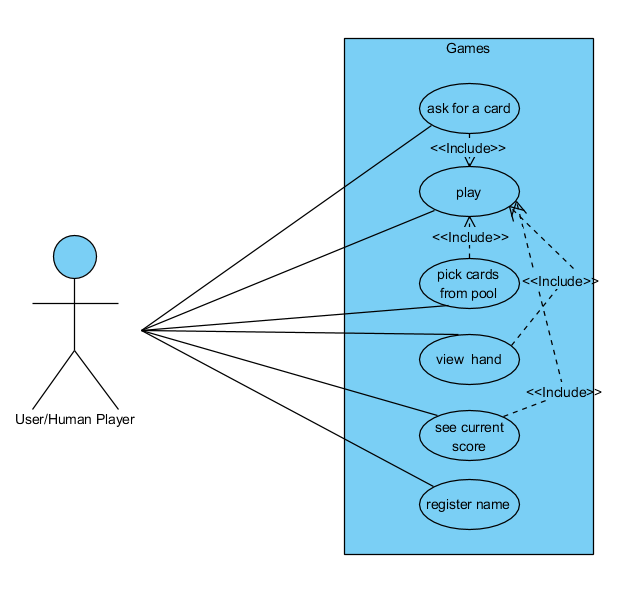 Games
ask for a card
<<Include>>
play
<<Include>>
pick cards
from pool
<<Include>>
view hand
<<Include>>
see current
score
register name
User/Human Player